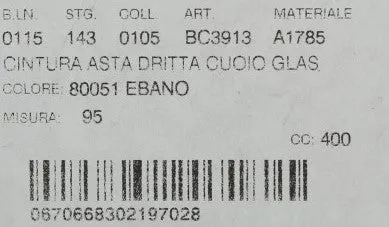 B.LN. STG. COLL. ART. MATERIALE
0115 143 0105 BC3913 A1785
CINTURA ASTA DRITTA CUOIO GLAS
COLORE: 80051 EBANO
MISURA: 95
CC: 400
0670668302197028